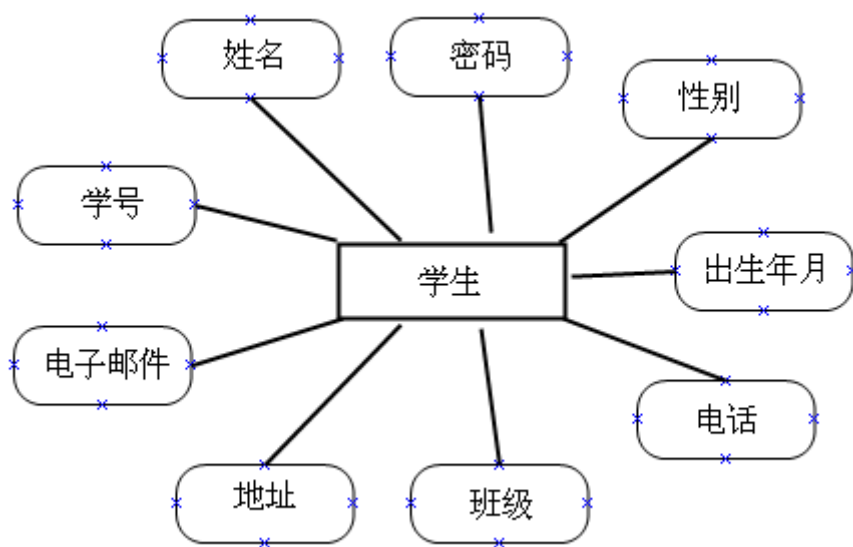 姓名
密码
性别
学号
学生
出生年月
电子邮件
电话
地址
班级